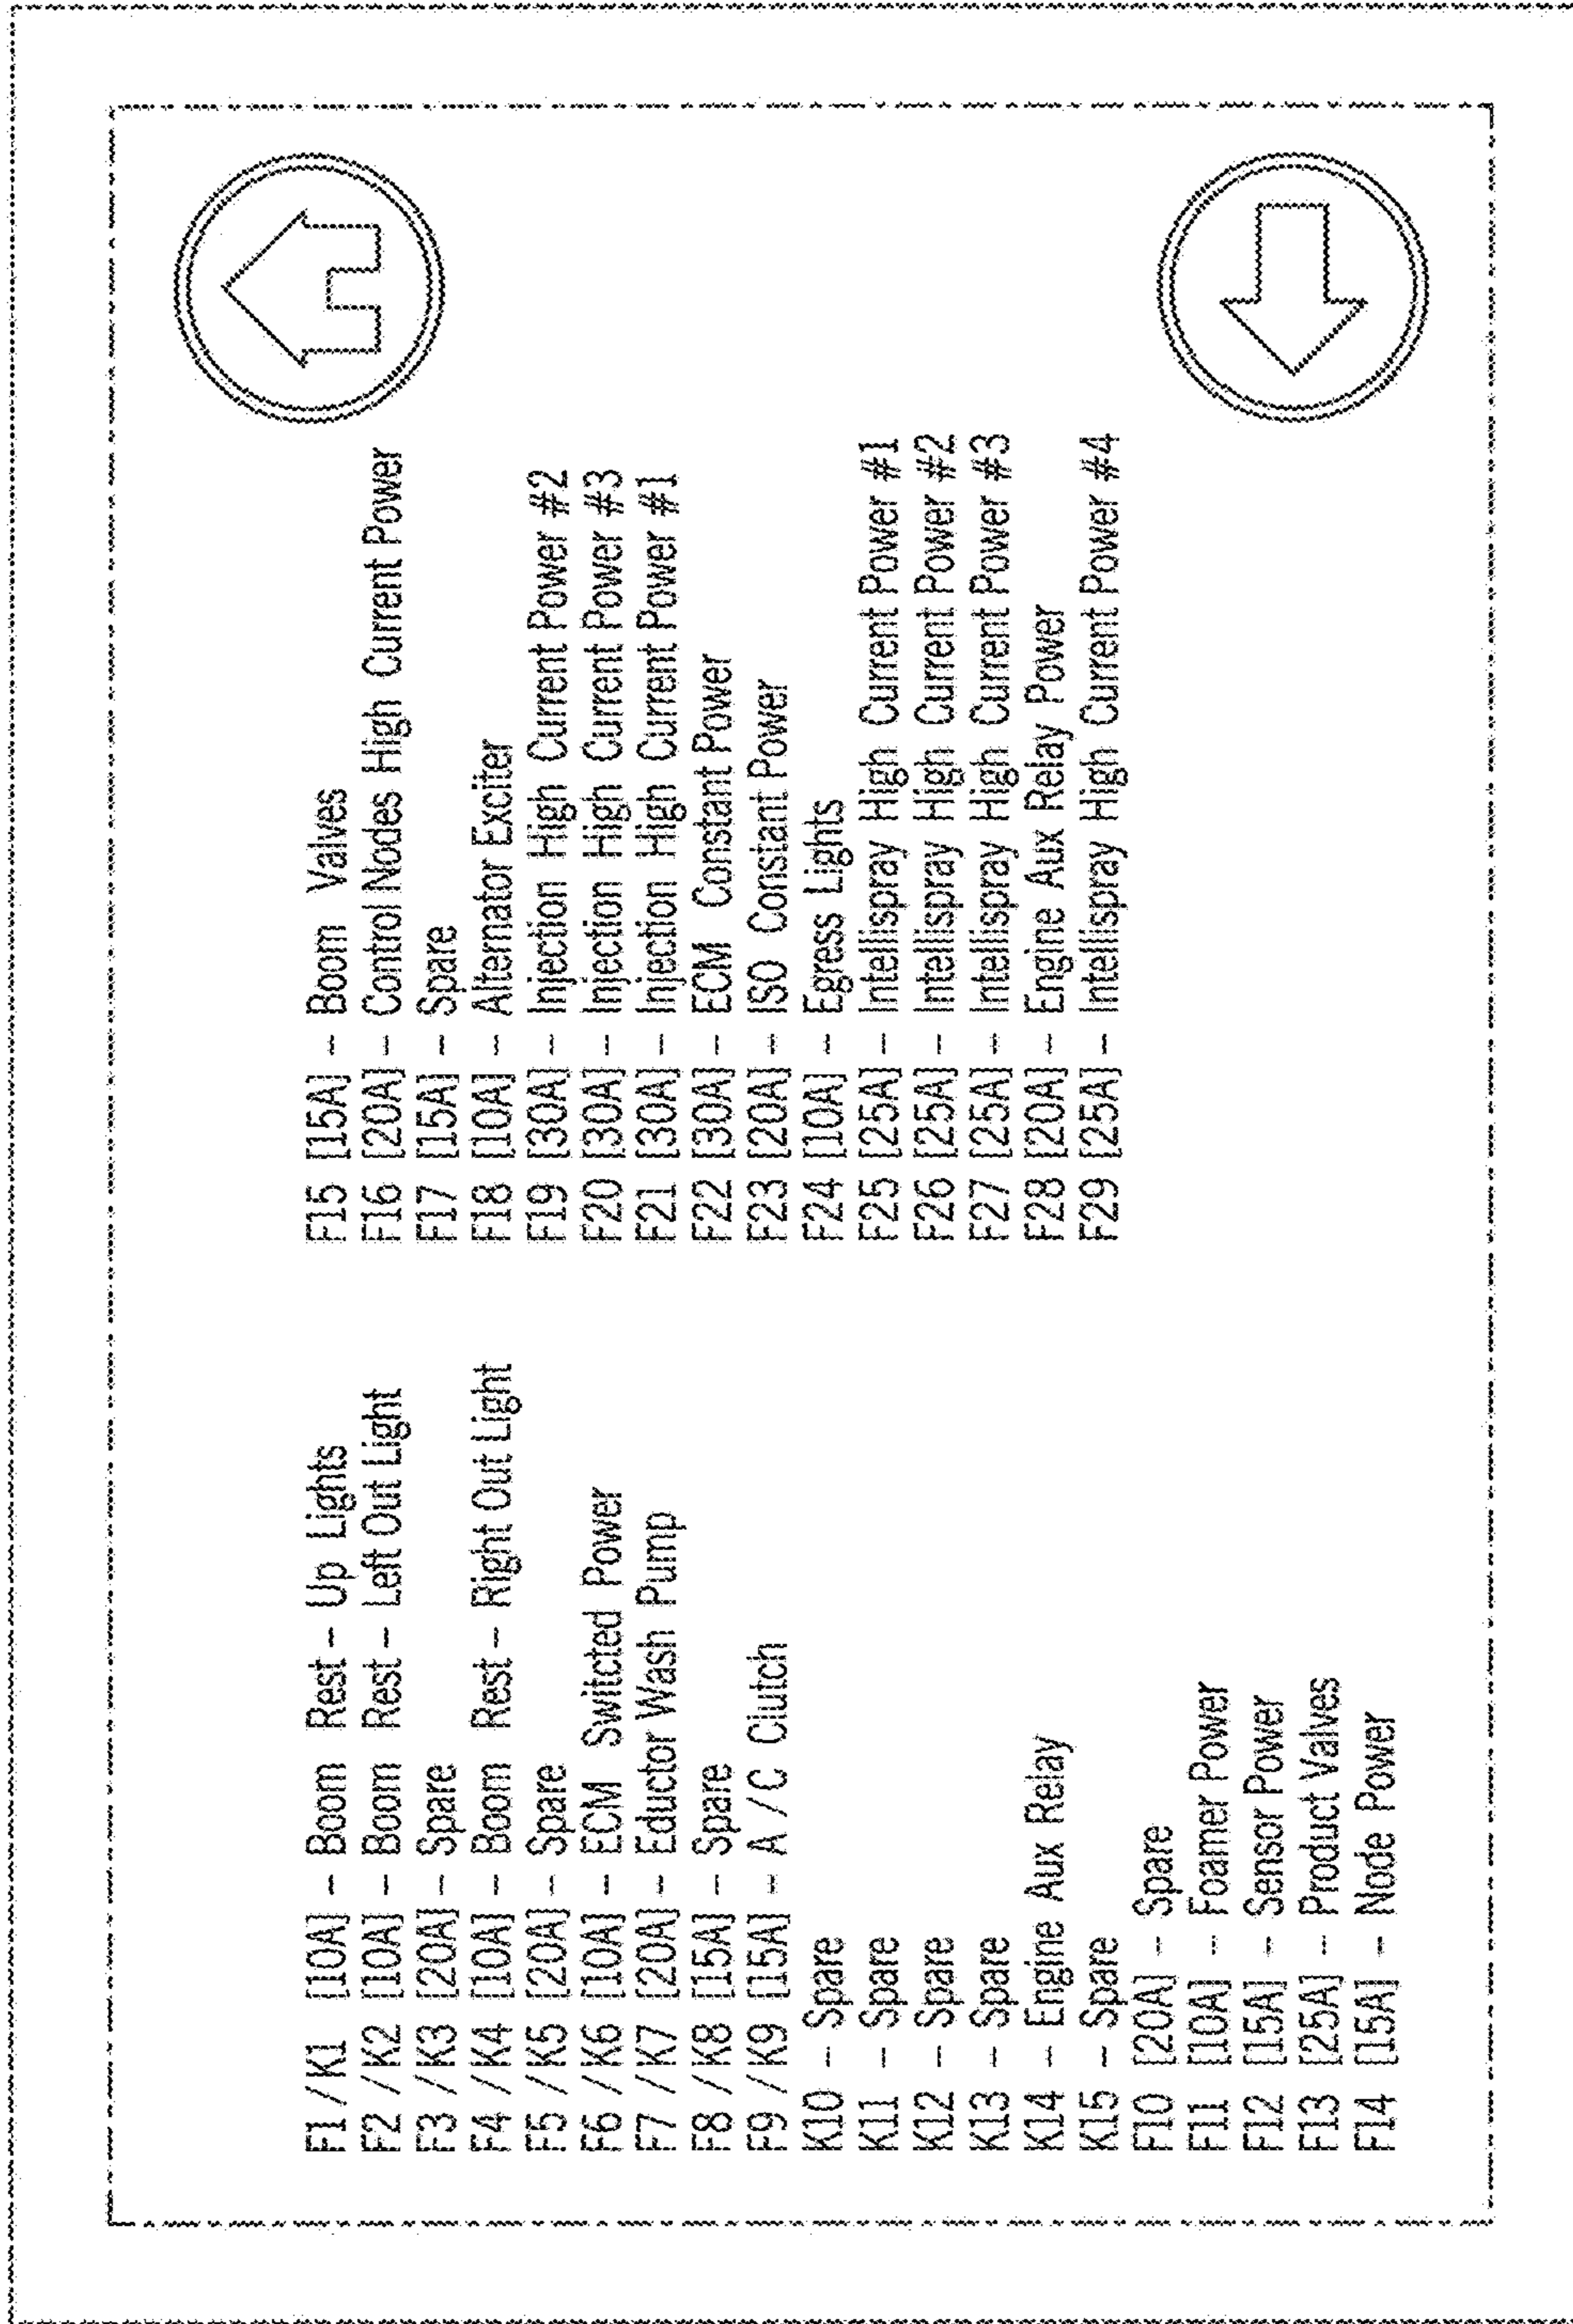 F1 / K1 [10A] – Boom Rest – Up Lights
F2 / K2 [10A] – Boom Rest – Left Out Light
F3 / K3 [20A] – Spare
F4 / K4 [10A] – Boom Rest – Right Out Light
F5 / K5 [20A] – Spare
F6 / K6 [10A] – ECM Switcted Power
F7 / K7 [20A] – Eductor Wash Pump
F8 / K8 [15A] – Spare
F9 / K9 [15A] – A / C Clutch
K10 – Spare
K11 – Spare
K12 – Spare
K13 – Spare
K14 – Engine Aux Relay
K15 – Spare
F10 [20A] – Spare
F11 [10A] – Foamer Power
F12 [15A] – Sensor Power
F13 [25A] – Product Valves
F14 [15A] – Node Power
F15 [15A] – Boom Valves
F16 [20A] – Control Nodes High Current Power
F17 [15A] – Spare
F18 [10A] – Alternator Exciter
F19 [30A] – Injection High Current Power #2
F20 [30A] – Injection High Current Power #3
F21 [30A] – Injection High Current Power #1
F22 [30A] – ECM Constant Power
F23 [20A] – ISO Constant Power
F24 [10A] – Egress Lights
F25 [25A] – Intellispray High Current Power #1
F26 [25A] – Intellispray High Current Power #2
F27 [25A] – Intellispray High Current Power #3
F28 [20A] – Engine Aux Relay Power
F29 [25A] – Intellispray High Current Power #4